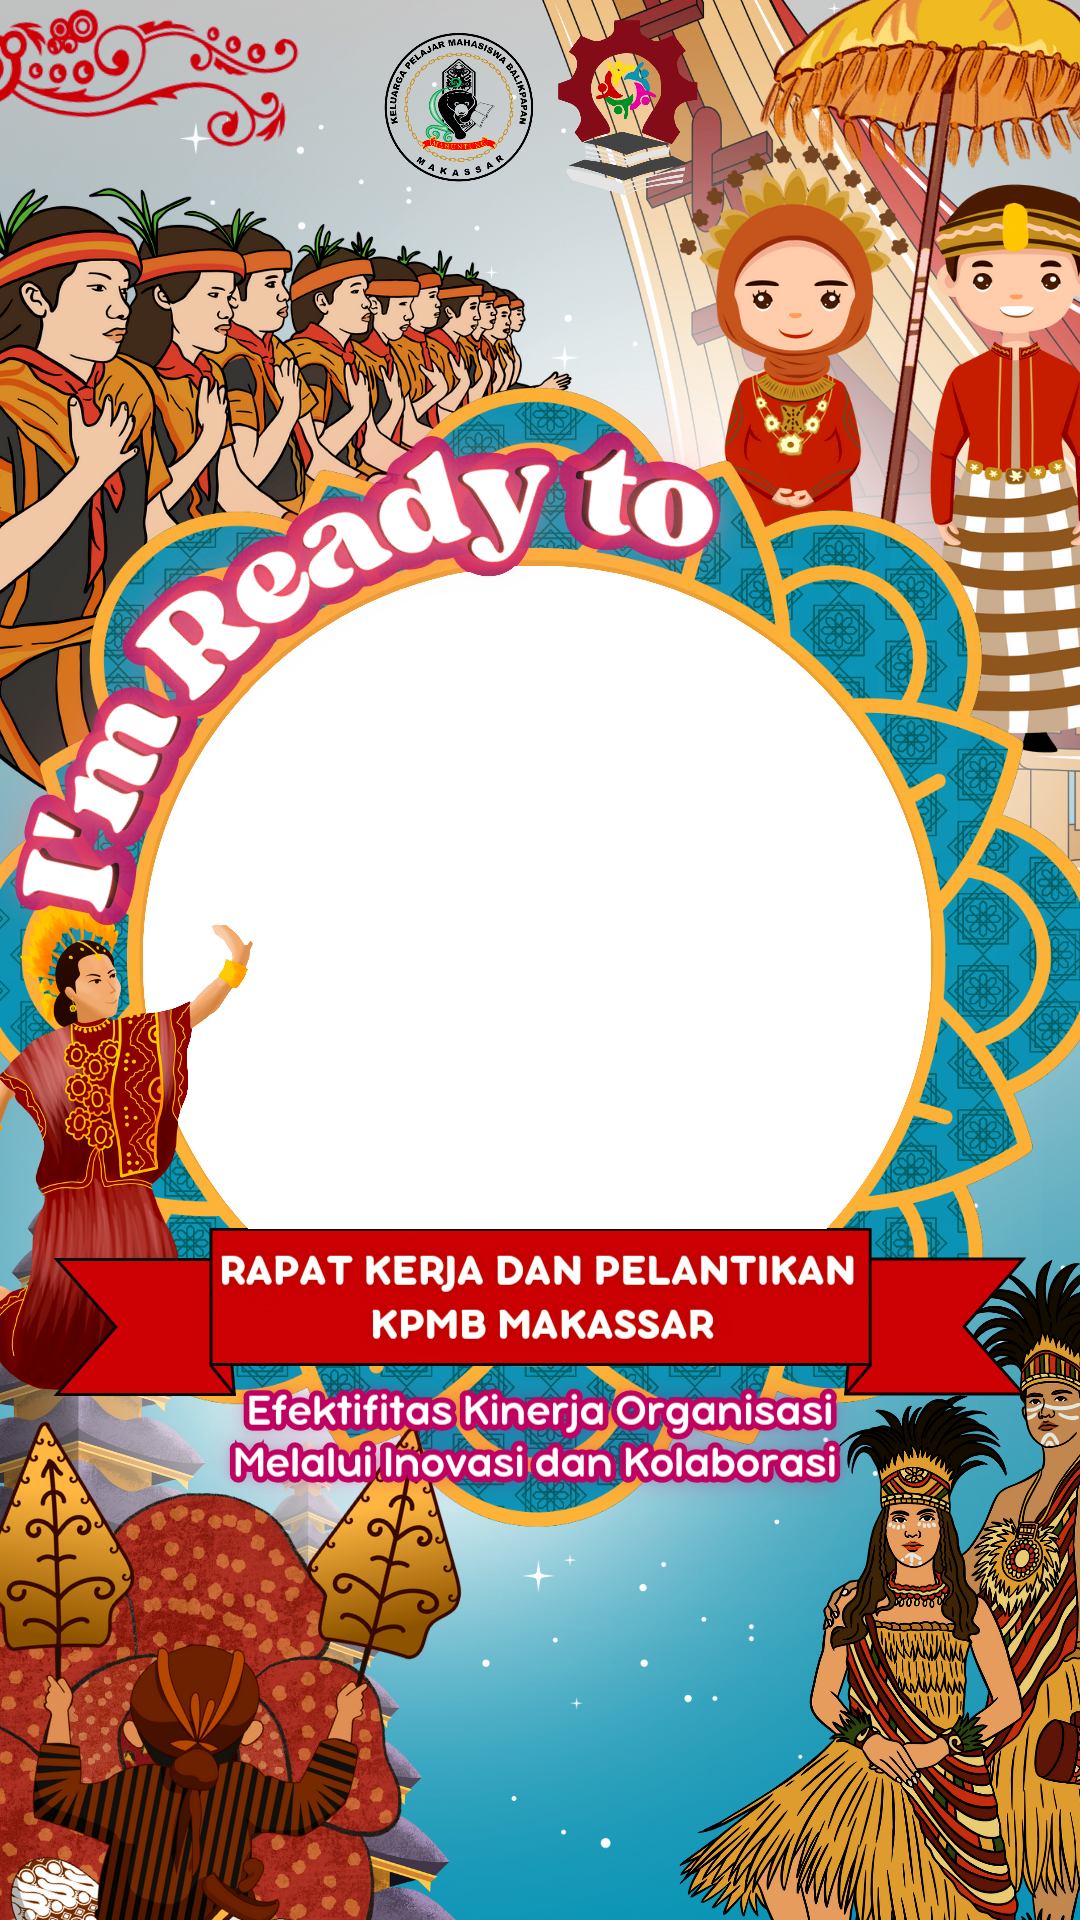 KELUARGA PELAJAR MAHASISWA BALIKPAPAN
MAKASSAR
I'm Ready to
RAPAT KERJA DAN PELANTIKAN
KPMB MAKASSAR
Efektifitas Kinerja Organisasi
Melalui Inovasi dan Kolaborasi